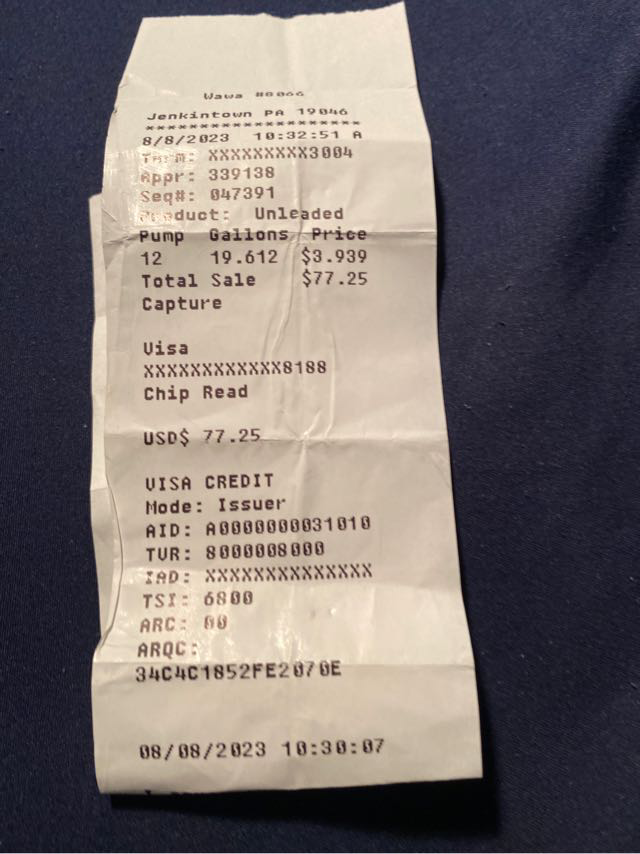 Wawa #8066
Jenkintown PA 19046
*********************
8/8/2023 10:32:51 A
Term: XXXXXXXXX3004
Appr: 339138
Seq#: 047391
Product: Unleaded
Pump Gallons Price
12 19.612 $3.939
Total Sale $77.25
Capture
Visa
XXXXXXXXXXXX8188
Chip Read
USD$ 77.25
VISA CREDIT
Mode: Issuer
AID: A0000000031010
TVR: 8000008000
IAD: XXXXXXXXXXXXXX
TSI: 6800
ARC: 00
ARQC:
34C4C1852FE2070E
08/08/2023 10:30:07